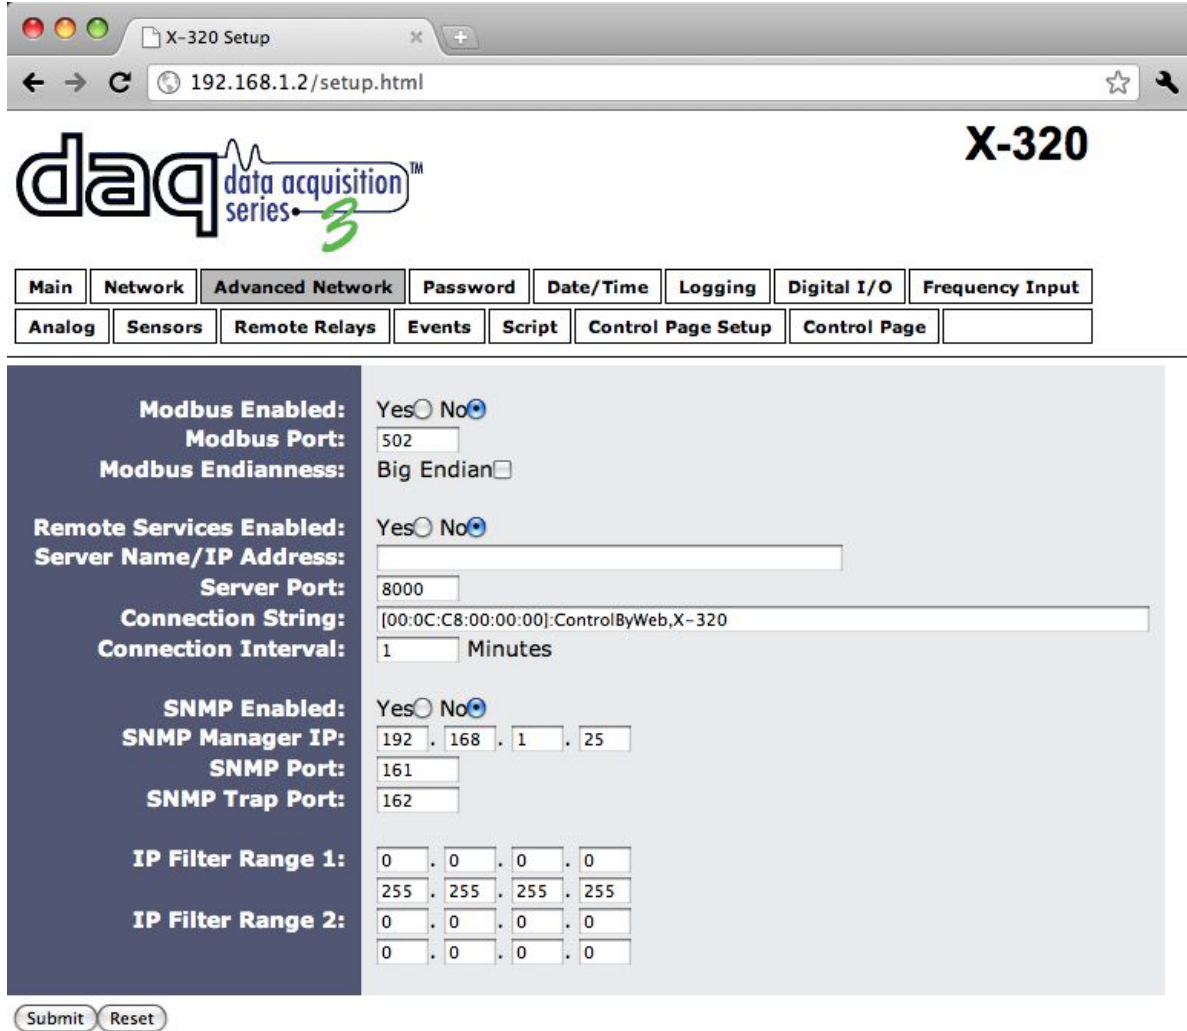 X-320 Setup
192.168.1.2/setup.html
X-320
daq data acquisition™
series 3
Main Network Advanced Network Password Date/Time Logging Digital I/O Frequency Input
Analog Sensors Remote Relays Events Script Control Page Setup Control Page
Modbus Enabled: Yes No
Modbus Port: 502
Modbus Endianness: Big Endian
Remote Services Enabled: Yes No
Server Name/IP Address:
Server Port: 8000
Connection String: [00:0C:C8:00:00:00]:ControlByWeb,X-320
Connection Interval: 1 Minutes
SNMP Enabled: Yes No
SNMP Manager IP: 192 . 168 . 1 . 25
SNMP Port: 161
SNMP Trap Port: 162
IP Filter Range 1: 0 . 0 . 0 . 0
255 . 255 . 255 . 255
IP Filter Range 2: 0 . 0 . 0 . 0
0 . 0 . 0 . 0
Submit Reset